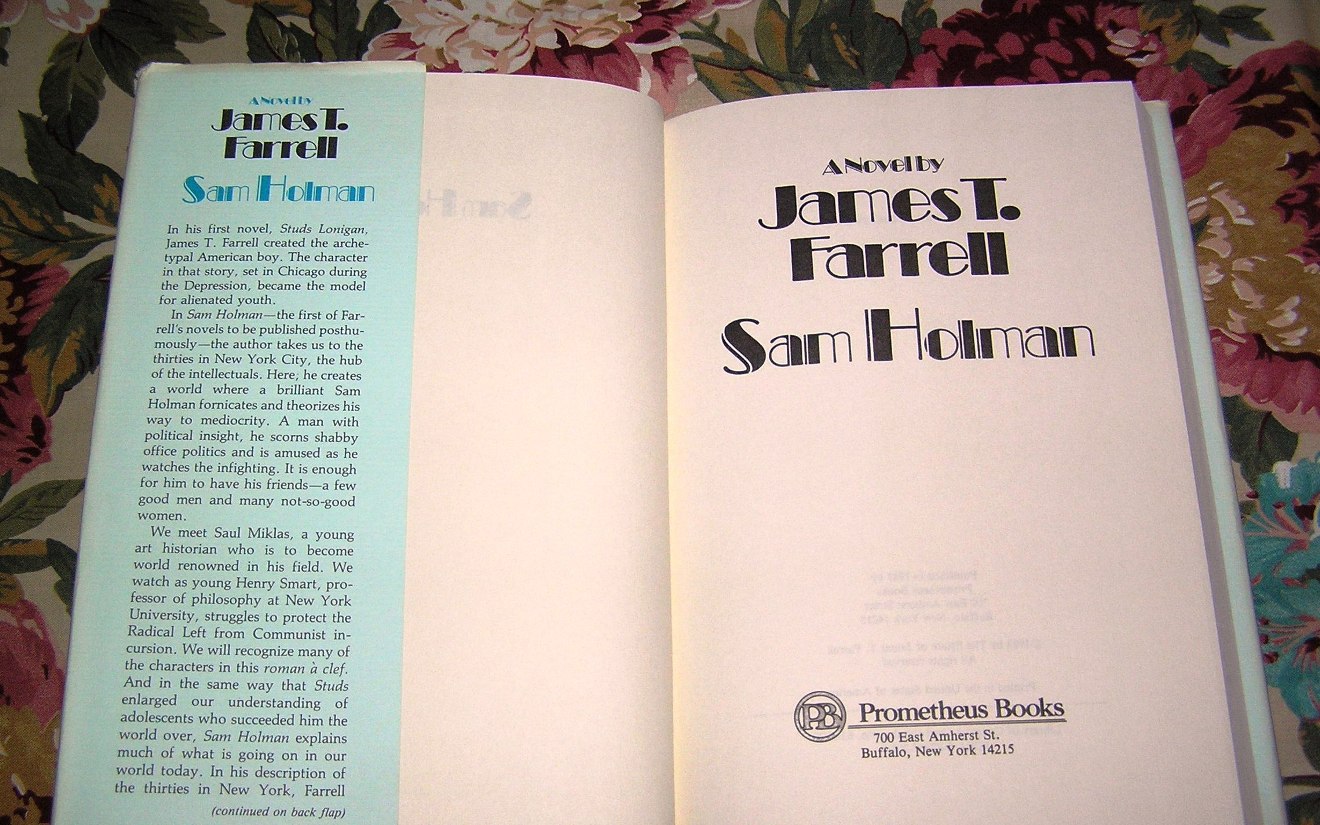 A Novel by
James T.
Farrell
Sam Holman
In his first novel, Studs Lonigan,
James T. Farrell created the arche-
typal American boy. The character
in that story, set in Chicago during
the Depression, became the model
for alienated youth.
In Sam Holman—the first of Far-
rell's novels to be published posthu-
mously—the author takes us to the
thirties in New York City, the hub
of the intellectuals. Here, he creates
a world where a brilliant Sam
Holman fornicates and theorizes his
way to mediocrity. A man with
political insight, he scorns shabby
office politics and is amused as he
watches the infighting. It is enough
for him to have his friends—a few
good men and many not-so-good
women.
We meet Saul Miklas, a young
art historian who is to become
world renowned in his field. We
watch as young Henry Smart, pro-
fessor of philosophy at New York
University, struggles to protect the
Radical Left from Communist in-
cursion. We will recognize many of
the characters in this roman à clef.
And in the same way that Studs
enlarged our understanding of
adolescents who succeeded him the
world over, Sam Holman explains
much of what is going on in our
world today. In his description of
the thirties in New York, Farrell
(continued on back flap)
A Novel by
James T.
Farrell
Sam Holman
PB Prometheus Books
700 East Amherst St.
Buffalo, New York 14215